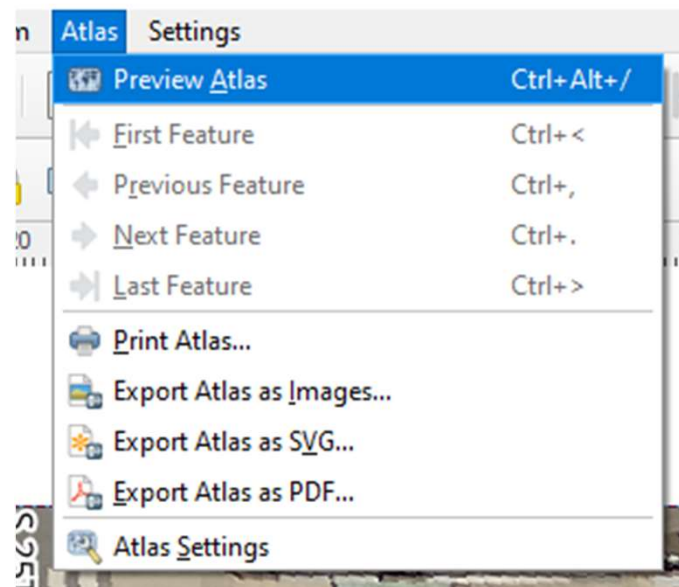 Atlas Settings
Preview Atlas Ctrl+Alt+/
First Feature Ctrl+<
Previous Feature Ctrl+,
Next Feature Ctrl+.
Last Feature Ctrl+>
Print Atlas...
Export Atlas as Images...
Export Atlas as SVG...
Export Atlas as PDF...
Atlas Settings